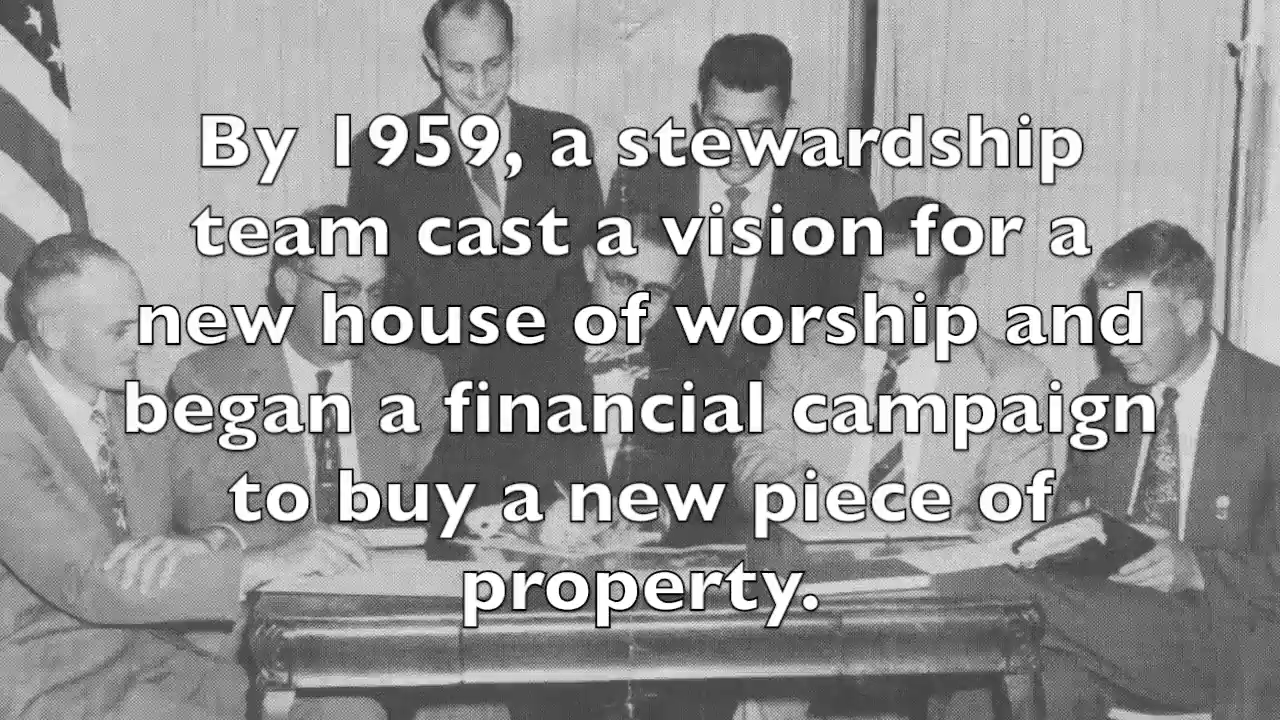 By 1959, a stewardship
team cast a vision for a
new house of worship and
began a financial campaign
to buy a new piece of
property.